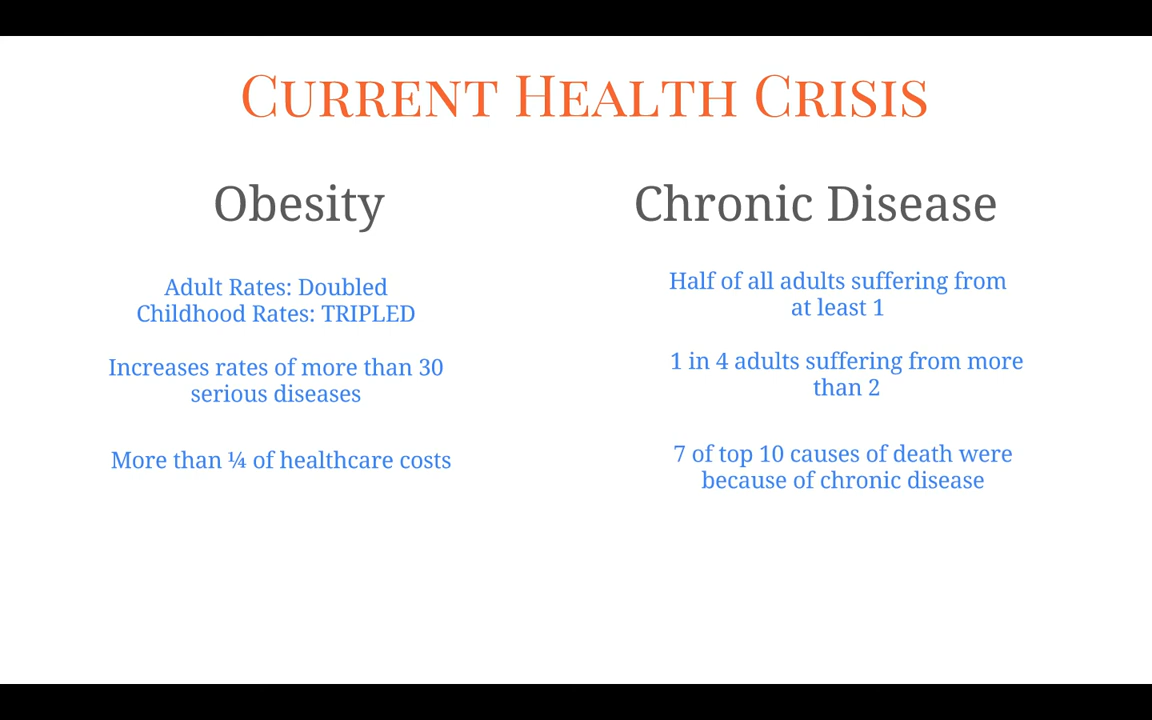 Current Health Crisis
Obesity
Adult Rates: Doubled
Childhood Rates: TRIPLED
Increases rates of more than 30
serious diseases
More than ¼ of healthcare costs
Chronic Disease
Half of all adults suffering from
at least 1
1 in 4 adults suffering from more
than 2
7 of top 10 causes of death were
because of chronic disease